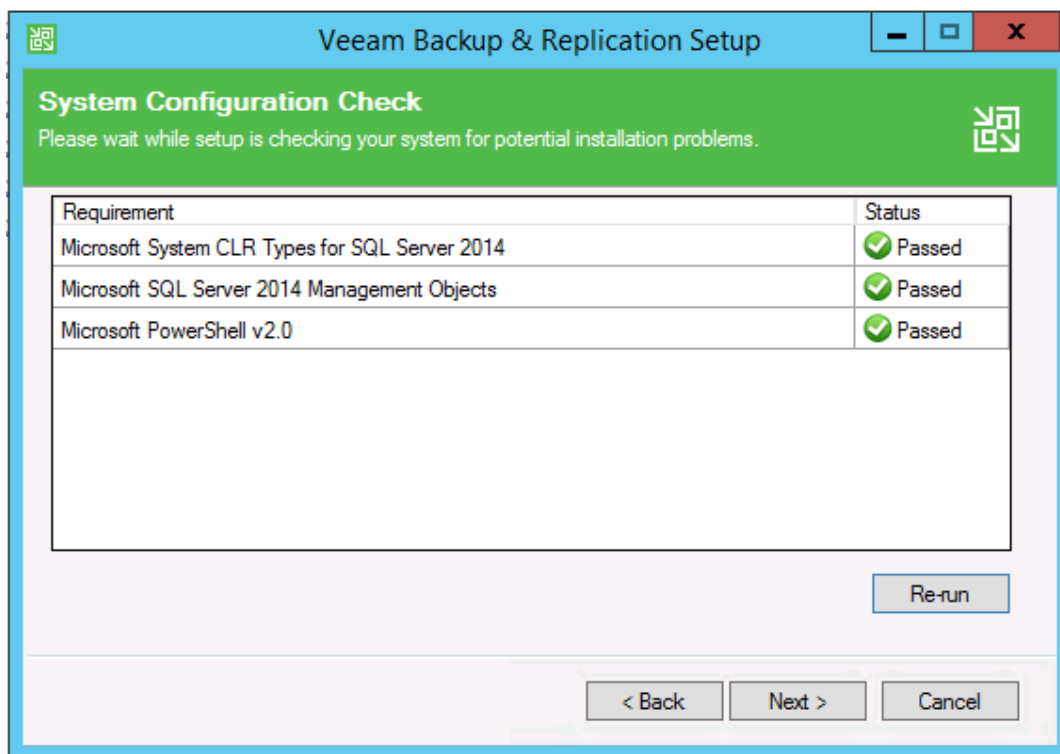 Veeam Backup & Replication Setup
System Configuration Check
Please wait while setup is checking your system for potential installation problems.
Requirement Status
Microsoft System CLR Types for SQL Server 2014 Passed
Microsoft SQL Server 2014 Management Objects Passed
Microsoft PowerShell v2.0 Passed
Re-run
< Back Next > Cancel